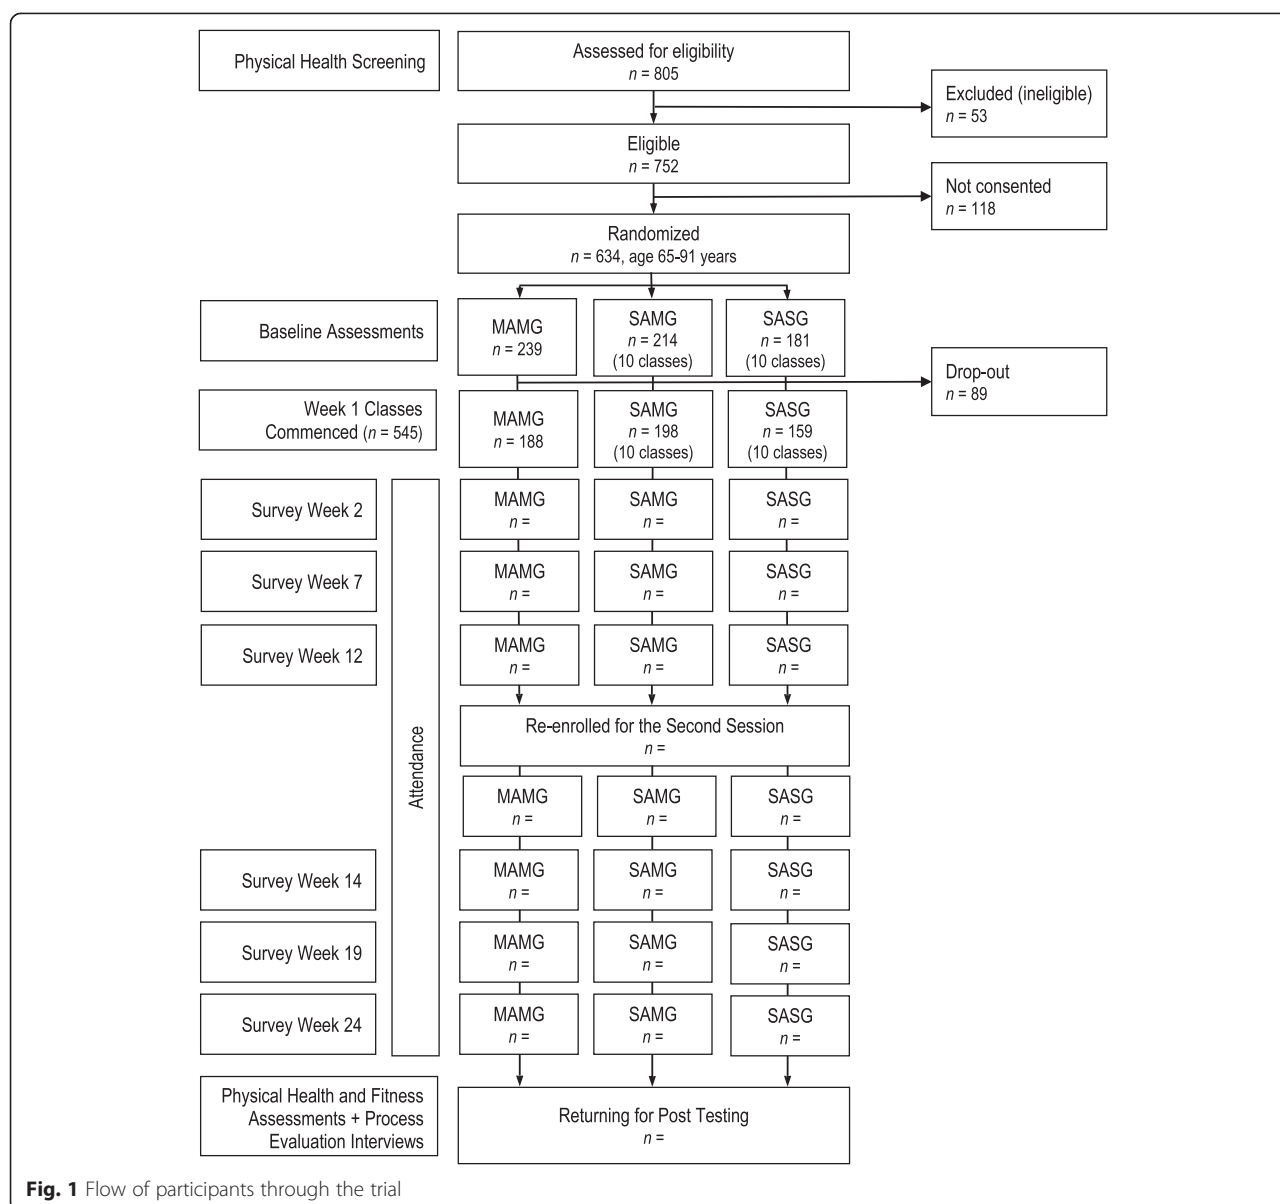 Physical Health Screening
Assessed for eligibility
n = 805
Excluded (ineligible)
n = 53
Eligible
n = 752
Not consented
n = 118
Randomized
n = 634, age 65-91 years
Baseline Assessments
MAMG
n = 239
SAMG
n = 214
(10 classes)
SASG
n = 181
(10 classes)
Drop-out
n = 89
Week 1 Classes
Commenced (n = 545)
MAMG
n = 188
SAMG
n = 198
(10 classes)
SASG
n = 159
(10 classes)
Attendance
Survey Week 2
MAMG
n =
SAMG
n =
SASG
n =
Survey Week 7
MAMG
n =
SAMG
n =
SASG
n =
Survey Week 12
MAMG
n =
SAMG
n =
SASG
n =
Re-enrolled for the Second Session
n =
MAMG
n =
SAMG
n =
SASG
n =
Survey Week 14
MAMG
n =
SAMG
n =
SASG
n =
Survey Week 19
MAMG
n =
SAMG
n =
SASG
n =
Survey Week 24
MAMG
n =
SAMG
n =
SASG
n =
Physical Health and Fitness
Assessments + Process
Evaluation Interviews
Returning for Post Testing
n =
Fig. 1 Flow of participants through the trial